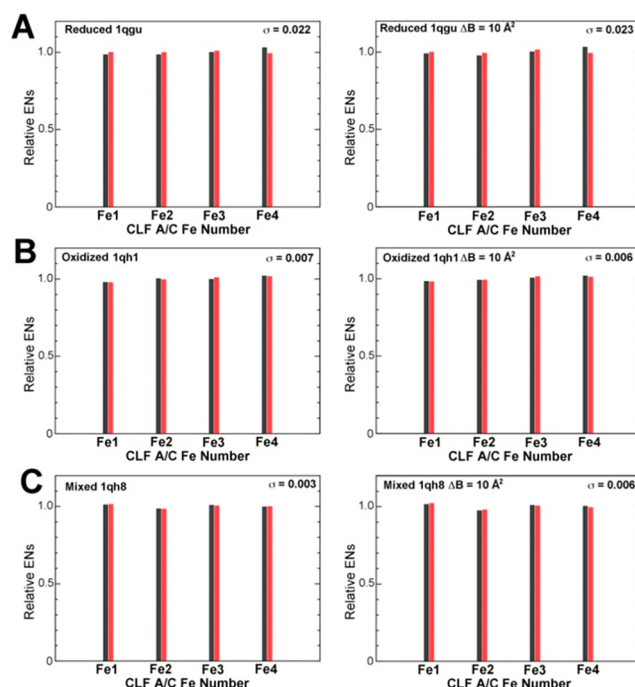 A
Reduced 1qgu
σ = 0.022
Relative ENs
1.0
0.5
0
Fe1 Fe2 Fe3 Fe4
CLF A/C Fe Number
Reduced 1qgu ΔB = 10 Å²
σ = 0.023
Relative ENs
1.0
0.5
0
Fe1 Fe2 Fe3 Fe4
CLF A/C Fe Number
B
Oxidized 1qh1
σ = 0.007
Relative ENs
1.0
0.5
0
Fe1 Fe2 Fe3 Fe4
CLF A/C Fe Number
Oxidized 1qh1 ΔB = 10 Å²
σ = 0.006
Relative ENs
1.0
0.5
0
Fe1 Fe2 Fe3 Fe4
CLF A/C Fe Number
C
Mixed 1qh8
σ = 0.003
Relative ENs
1.0
0.5
0
Fe1 Fe2 Fe3 Fe4
CLF A/C Fe Number
Mixed 1qh8 ΔB = 10 Å²
σ = 0.006
Relative ENs
1.0
0.5
0
Fe1 Fe2 Fe3 Fe4
CLF A/C Fe Number